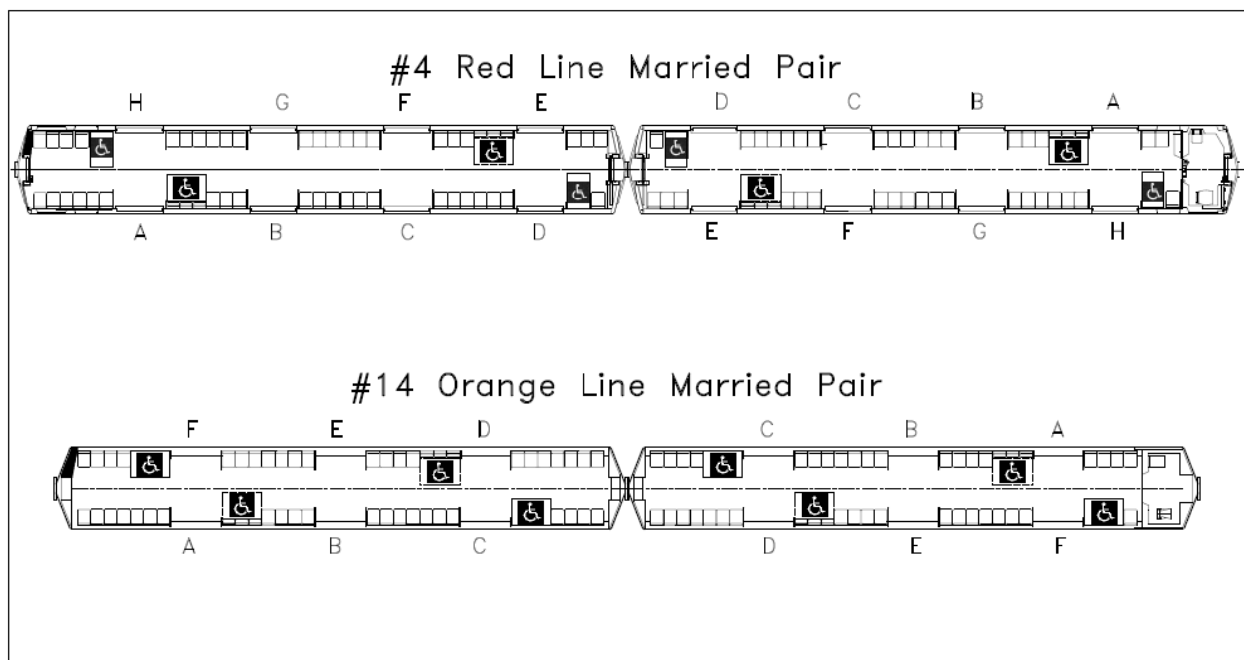 #4 Red Line Married Pair
H G F E D C B A
A B C D E F G H
#14 Orange Line Married Pair
F E D C B A
A B C D E F